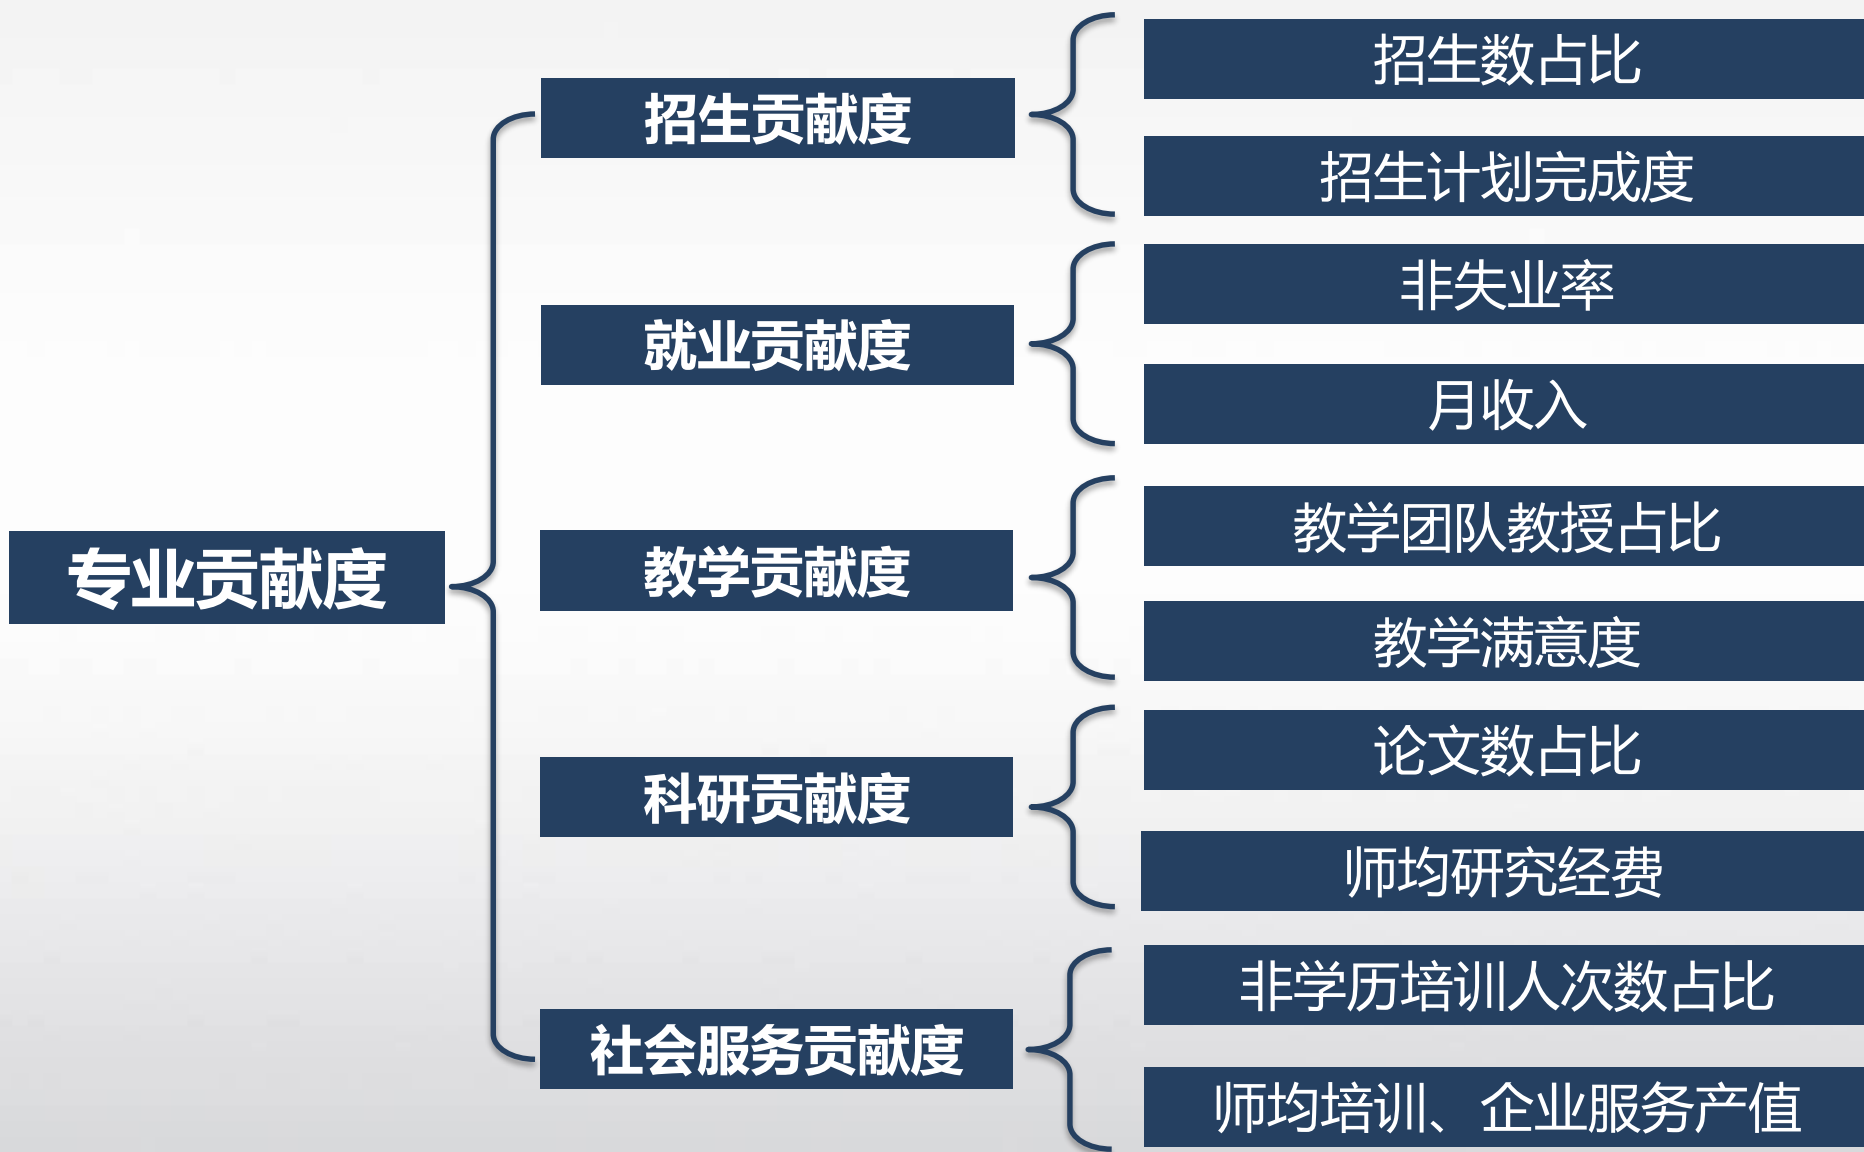 专业贡献度
招生贡献度
招生数占比
招生计划完成度
就业贡献度
非失业率
月收入
教学贡献度
教学团队教授占比
教学满意度
科研贡献度
论文数占比
师均研究经费
社会服务贡献度
非学历培训人次数占比
师均培训、企业服务产值